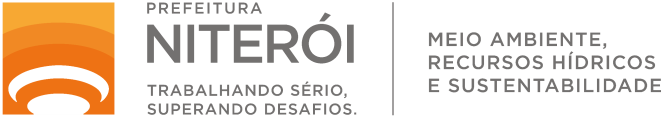 PREFEITURA
NITERÓI
TRABALHANDO SÉRIO,
SUPERANDO DESAFIOS.
MEIO AMBIENTE,
RECURSOS HÍDRICOS
E SUSTENTABILIDADE